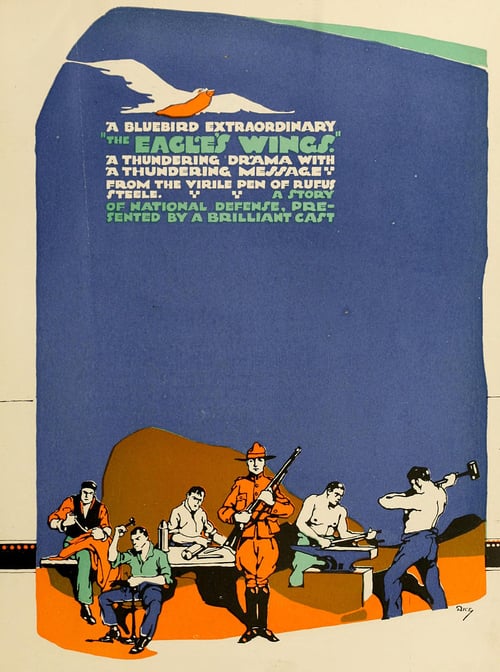 A BLUEBIRD EXTRAORDINARY
"THE EAGLE'S WINGS."
A THUNDERING DRAMA WITH
A THUNDERING MESSAGE
FROM THE VIRILE PEN OF RUFUS
STEELE. A STORY
OF NATIONAL DEFENSE, PRE-
SENTED BY A BRILLIANT CAST